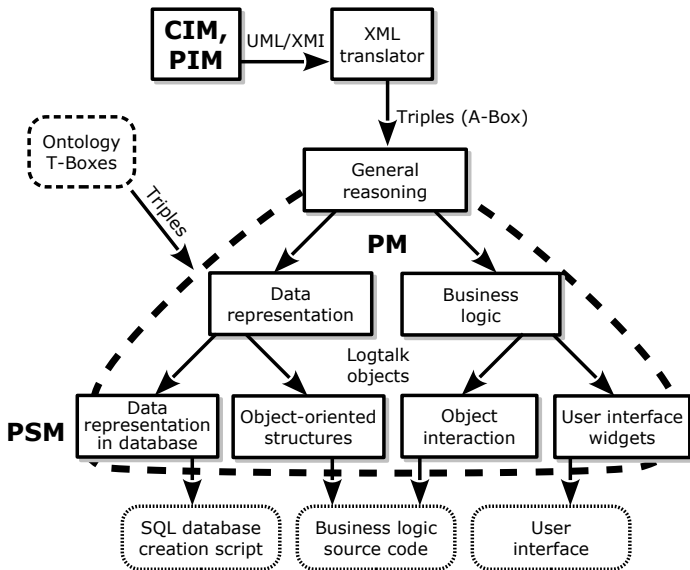 CIM,
PIM
UML/XMI
XML
translator
Triples (A-Box)
Ontology
T-Boxes
Triples
General
reasoning
PM
Data
representation
Business
logic
Logtalk
objects
PSM
Data
representation
in database
Object-oriented
structures
Object
interaction
User interface
widgets
SQL database
creation script
Business logic
source code
User
interface